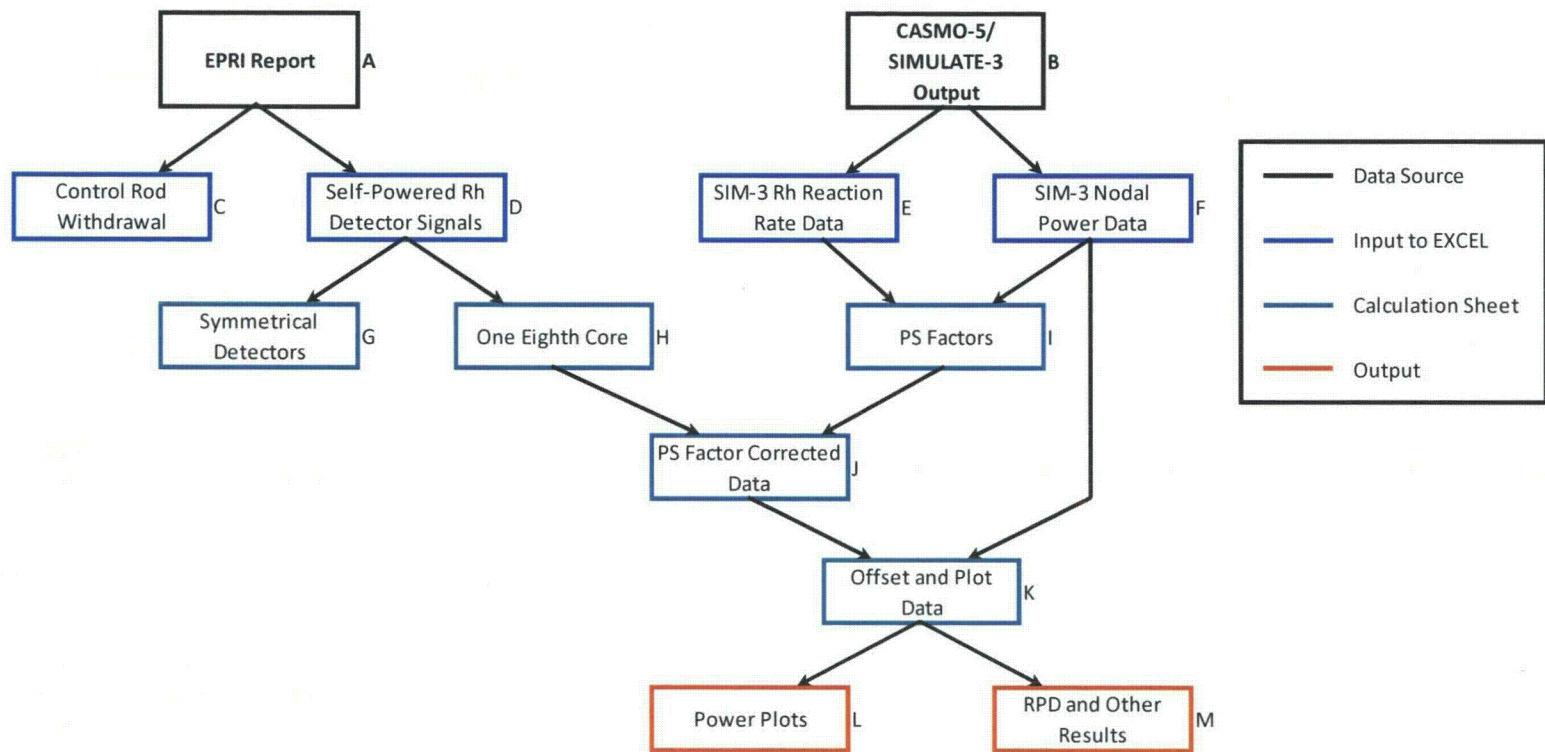 EPRI Report
A
CASMO-5/
SIMULATE-3
Output
B
Control Rod
Withdrawal
C
Self-Powered Rh
Detector Signals
D
SIM-3 Rh Reaction
Rate Data
E
SIM-3 Nodal
Power Data
F
Symmetrical
Detectors
G
One Eighth Core
H
PS Factors
I
PS Factor Corrected
Data
J
Offset and Plot
Data
K
Power Plots
L
RPD and Other
Results
M
Data Source
Input to EXCEL
Calculation Sheet
Output